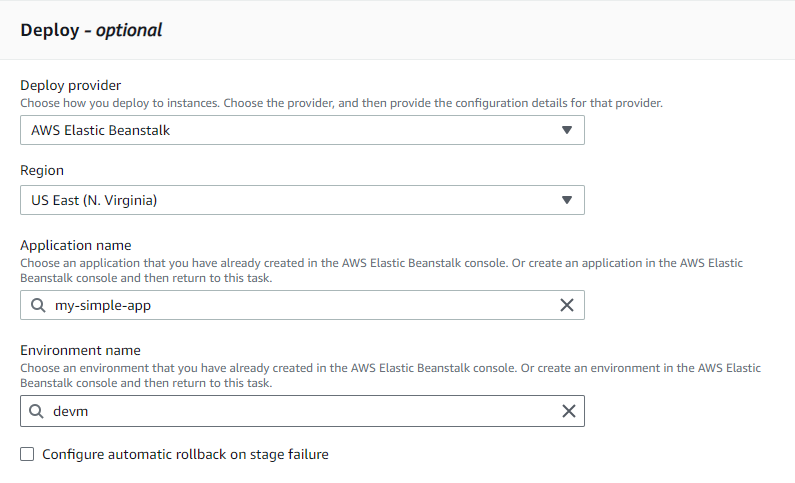 Deploy - optional
Deploy provider
Choose how you deploy to instances. Choose the provider, and then provide the configuration details for that provider.
AWS Elastic Beanstalk
Region
US East (N. Virginia)
Application name
Choose an application that you have already created in the AWS Elastic Beanstalk console. Or create an application in the AWS Elastic
Beanstalk console and then return to this task.
my-simple-app
Environment name
Choose an environment that you have already created in the AWS Elastic Beanstalk console. Or create an environment in the AWS Elastic
Beanstalk console and then return to this task.
devm
Configure automatic rollback on stage failure